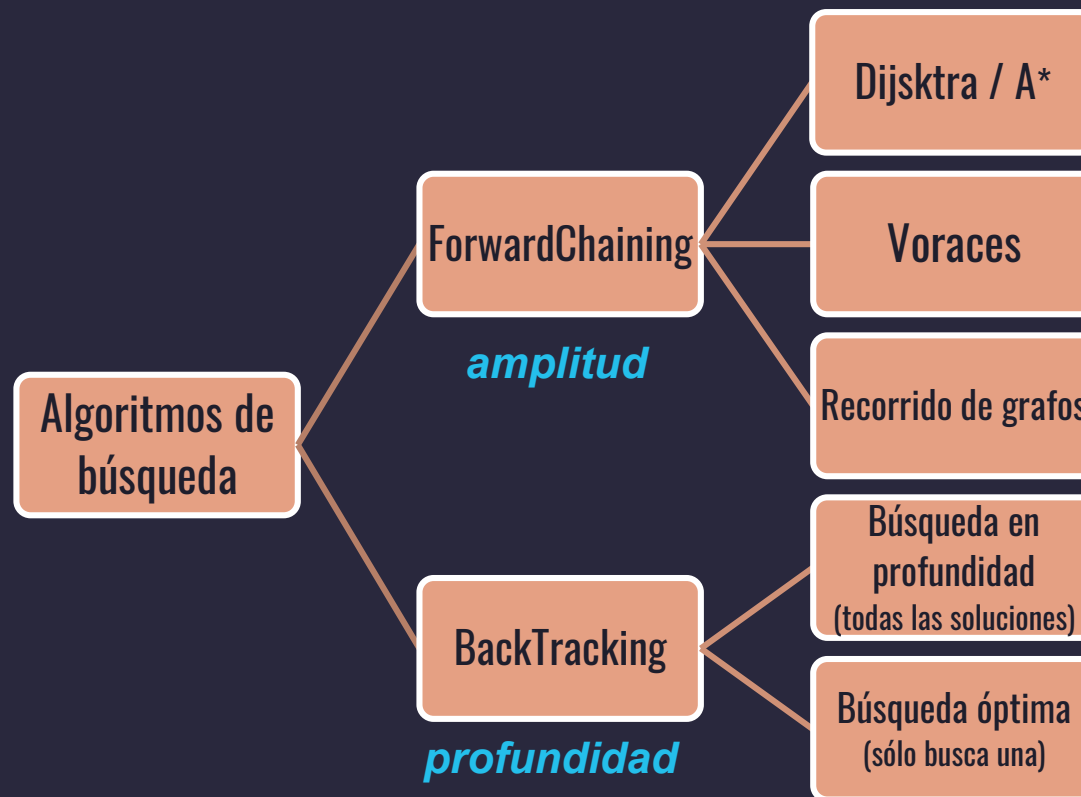 Algoritmos de
búsqueda
ForwardChaining
amplitud
Dijsktra / A*
Voraces
Recorrido de grafos
BackTracking
profundidad
Búsqueda en
profundidad
(todas las soluciones)
Búsqueda óptima
(sólo busca una)